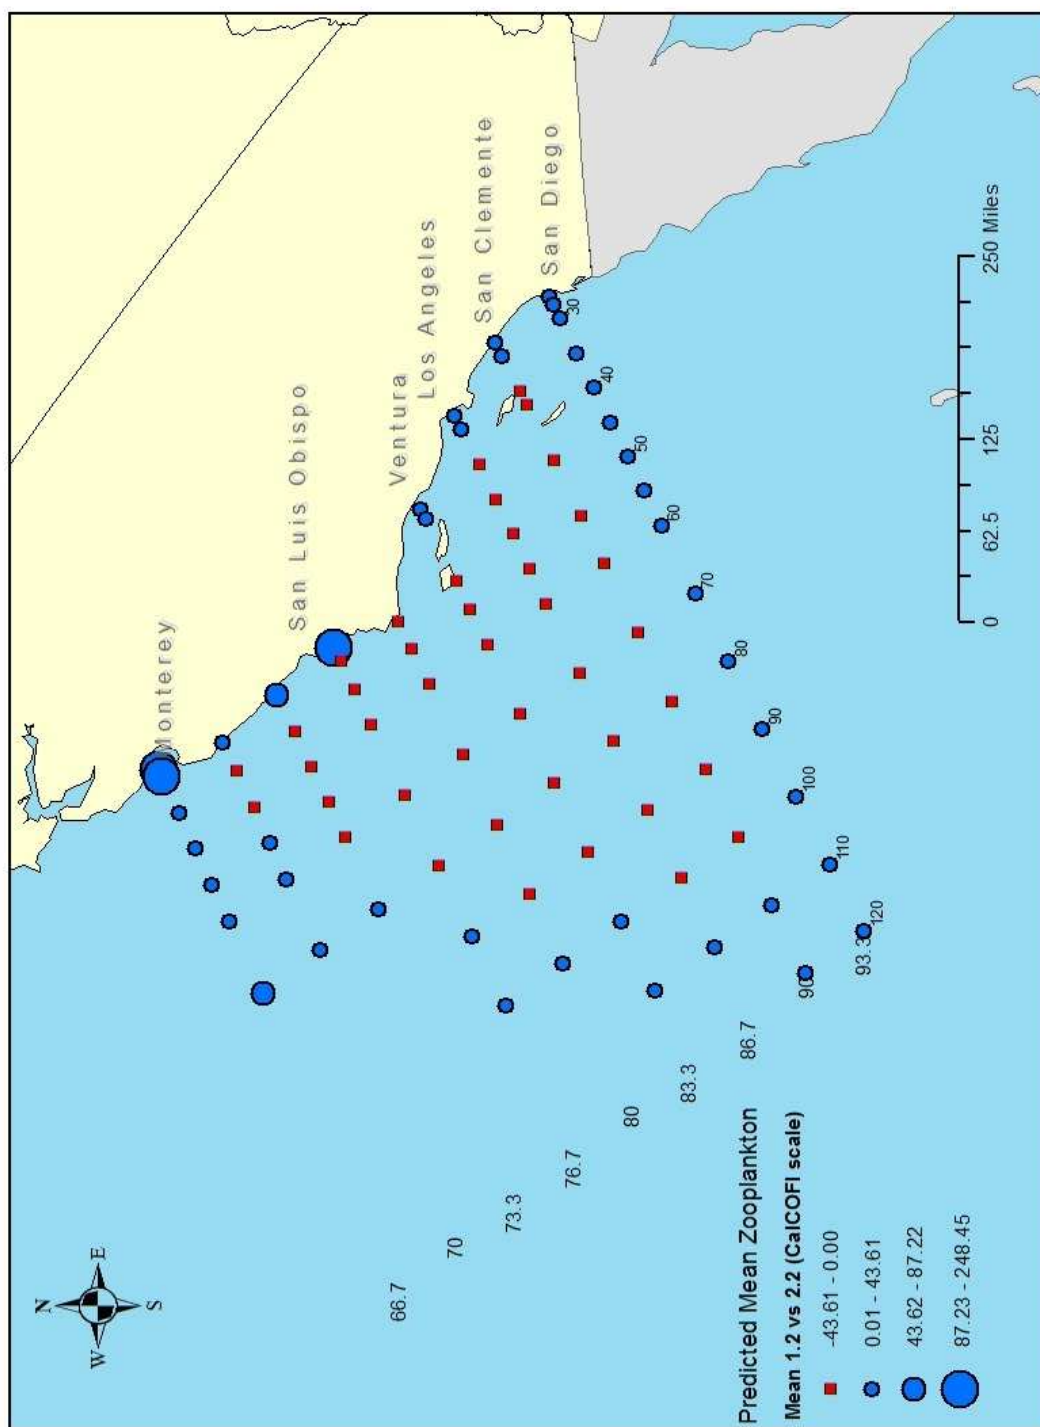 N
W
E
S
Monterey
San Luis Obispo
Ventura
Los Angeles
San Clemente
San Diego
30
40
50
60
70
80
90
100
110
120
66.7
70
73.3
76.7
80
83.3
86.7
90
93.3
Predicted Mean Zooplankton
Mean 1.2 vs 2.2 (CalCOFI scale)
-43.61 - 0.00
0.01 - 43.61
43.62 - 87.22
87.23 - 248.45
0 62.5 125 250 Miles